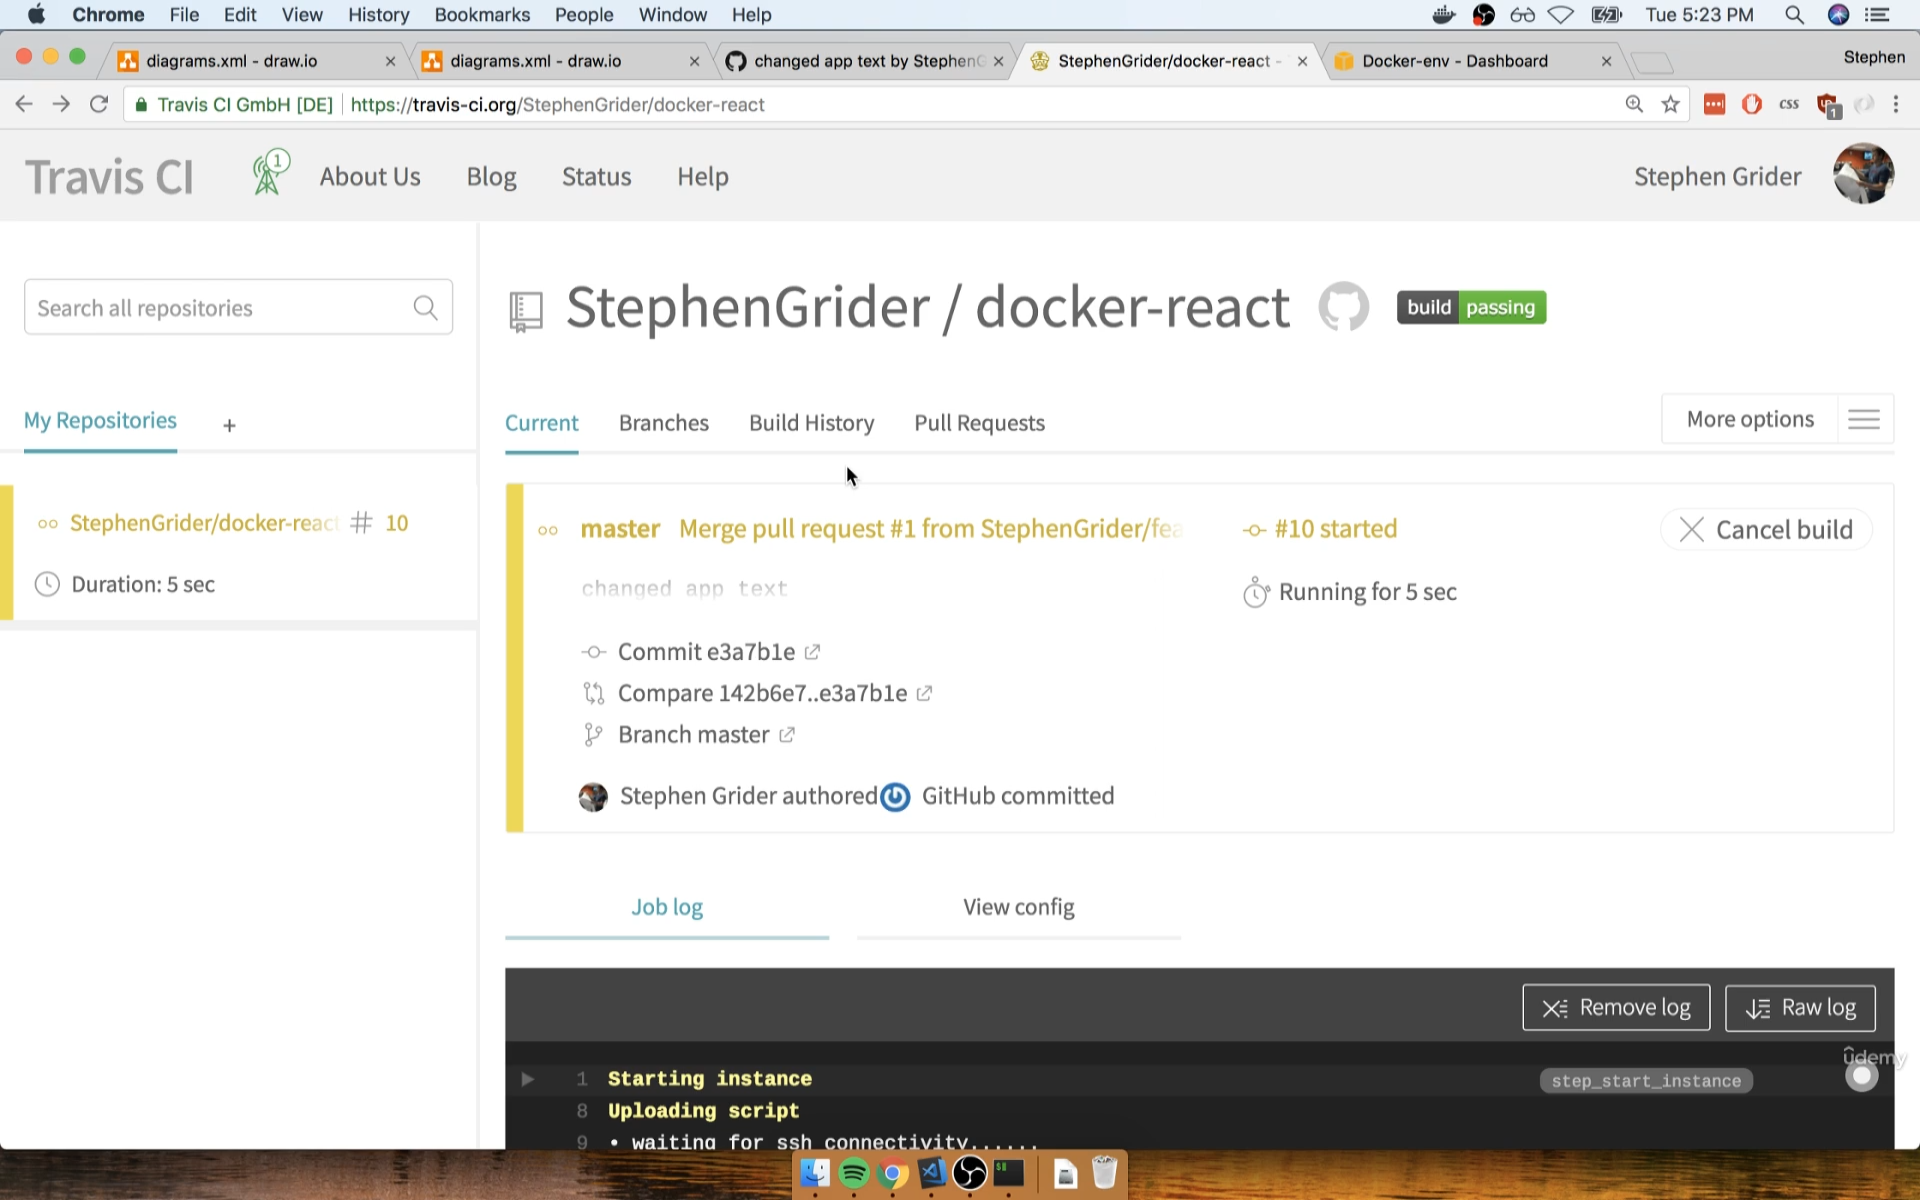 Chrome File Edit View History Bookmarks People Window Help Tue 5:23 PM
diagrams.xml - draw.io diagrams.xml - draw.io changed app text by StephenG StephenGrider/docker-react - Docker-env - Dashboard Stephen
Travis CI GmbH [DE] https://travis-ci.org/StephenGrider/docker-react css 1
Travis CI 1 About Us Blog Status Help Stephen Grider
Search all repositories
StephenGrider / docker-react build passing
My Repositories +
Current Branches Build History Pull Requests More options
StephenGrider/docker-react # 10
Duration: 5 sec
master Merge pull request #1 from StephenGrider/fea #10 started Cancel build
changed app text Running for 5 sec
Commit e3a7b1e
Compare 142b6e7..e3a7b1e
Branch master
Stephen Grider authored GitHub committed
Job log View config
Remove log Raw log
1 Starting instance step_start_instance
8 Uploading script
9 • waiting for ssh connectivity......
udemy